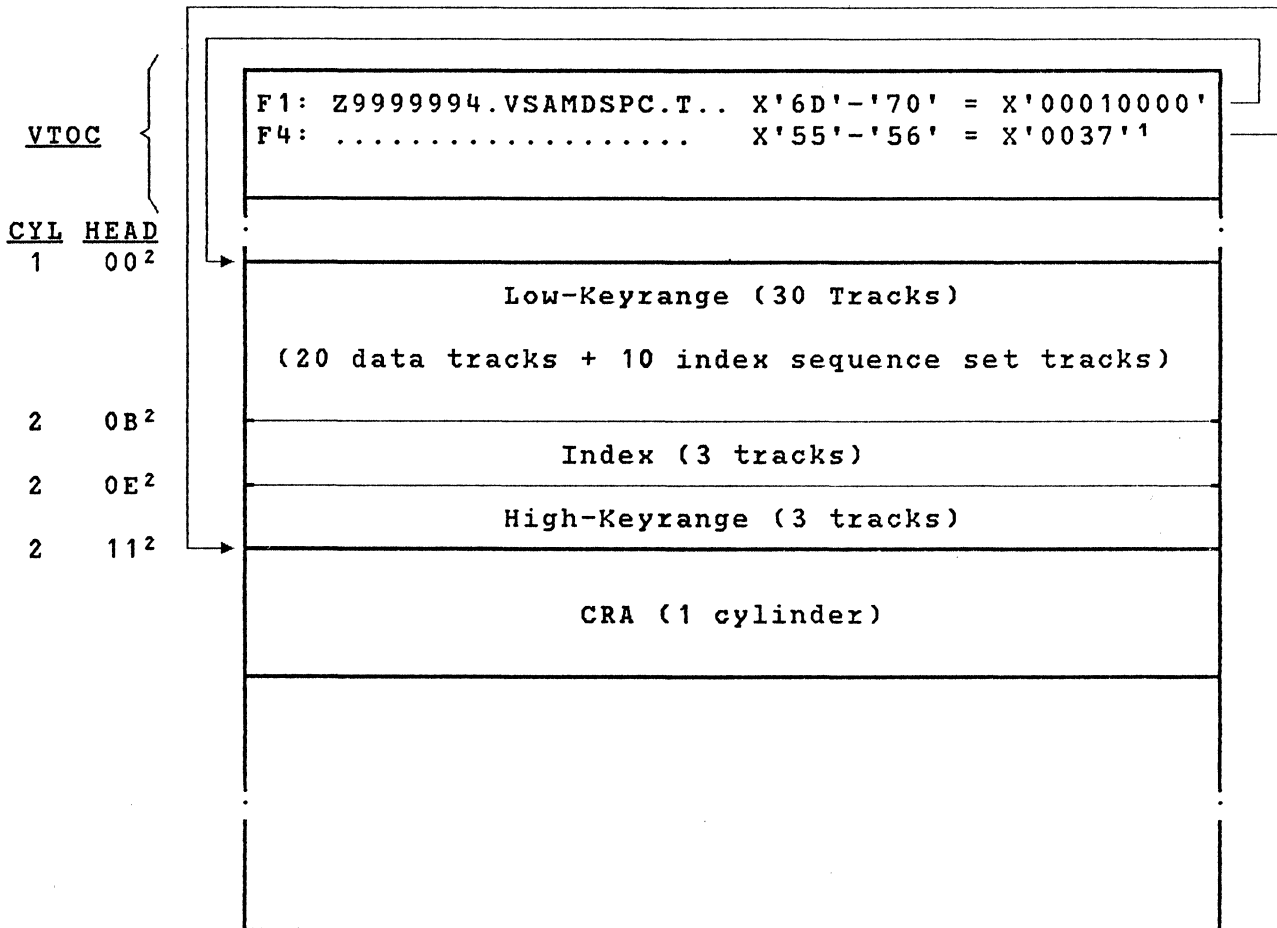 F1: Z9999994.VSAMDSPC.T.. X'6D'-'70' = X'00010000'
F4: ................... X'55'-'56' = X'0037'¹
VTOC
CYL HEAD
1 00²
Low-Keyrange (30 Tracks)
(20 data tracks + 10 index sequence set tracks)
2 0B²
Index (3 tracks)
2 0E²
High-Keyrange (3 tracks)
2 11²
CRA (1 cylinder)